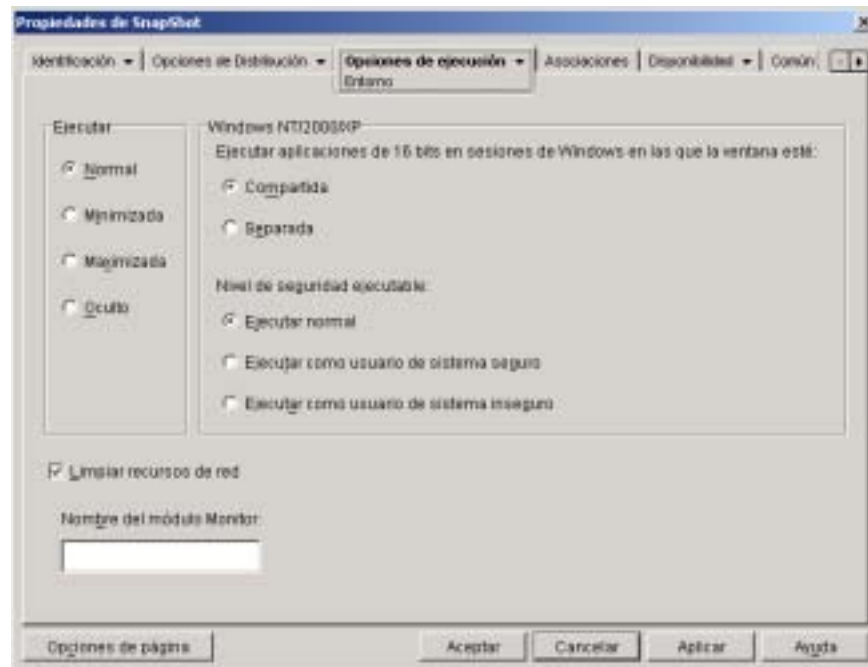 Propiedades de SnapShot
Identificación Opciones de Distribución Opciones de ejecución Asociaciones Disponibilidad Común
Entorno
Ejecutar
Normal
Minimizada
Maximizada
Oculto
Windows NT/2000/XP
Ejecutar aplicaciones de 16 bits en sesiones de Windows en las que la ventana esté:
Compartida
Separada
Nivel de seguridad ejecutable:
Ejecutar normal
Ejecutar como usuario de sistema seguro
Ejecutar como usuario de sistema inseguro
Limpiar recursos de red
Nombre del módulo Monitor:
Opciones de página Aceptar Cancelar Aplicar Ayuda